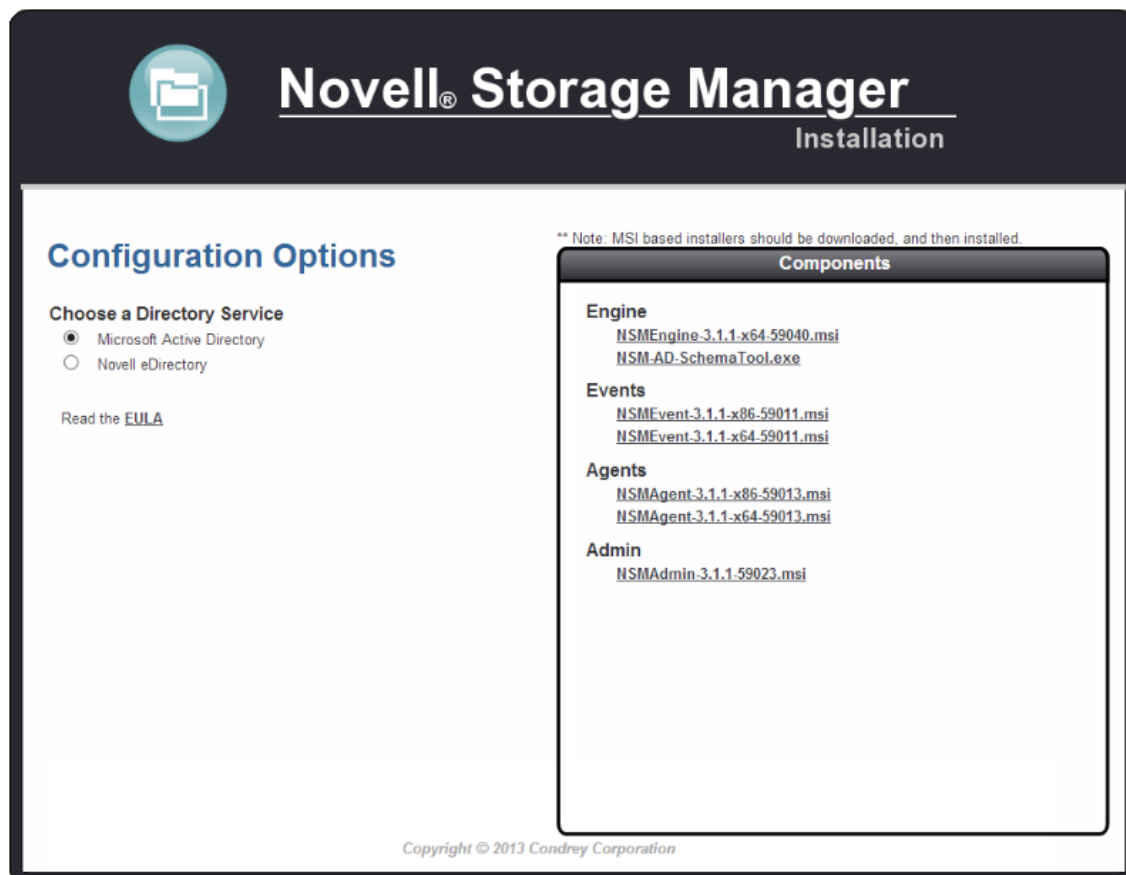 Novell® Storage Manager
Installation
Configuration Options
Choose a Directory Service
Microsoft Active Directory
Novell eDirectory
Read the EULA
** Note: MSI based installers should be downloaded, and then installed.
Components
Engine
NSMEngine-3.1.1-x64-59040.msi
NSM-AD-SchemaTool.exe
Events
NSMEvent-3.1.1-x86-59011.msi
NSMEvent-3.1.1-x64-59011.msi
Agents
NSMAgent-3.1.1-x86-59013.msi
NSMAgent-3.1.1-x64-59013.msi
Admin
NSMAdmin-3.1.1-59023.msi
Copyright © 2013 Condrey Corporation